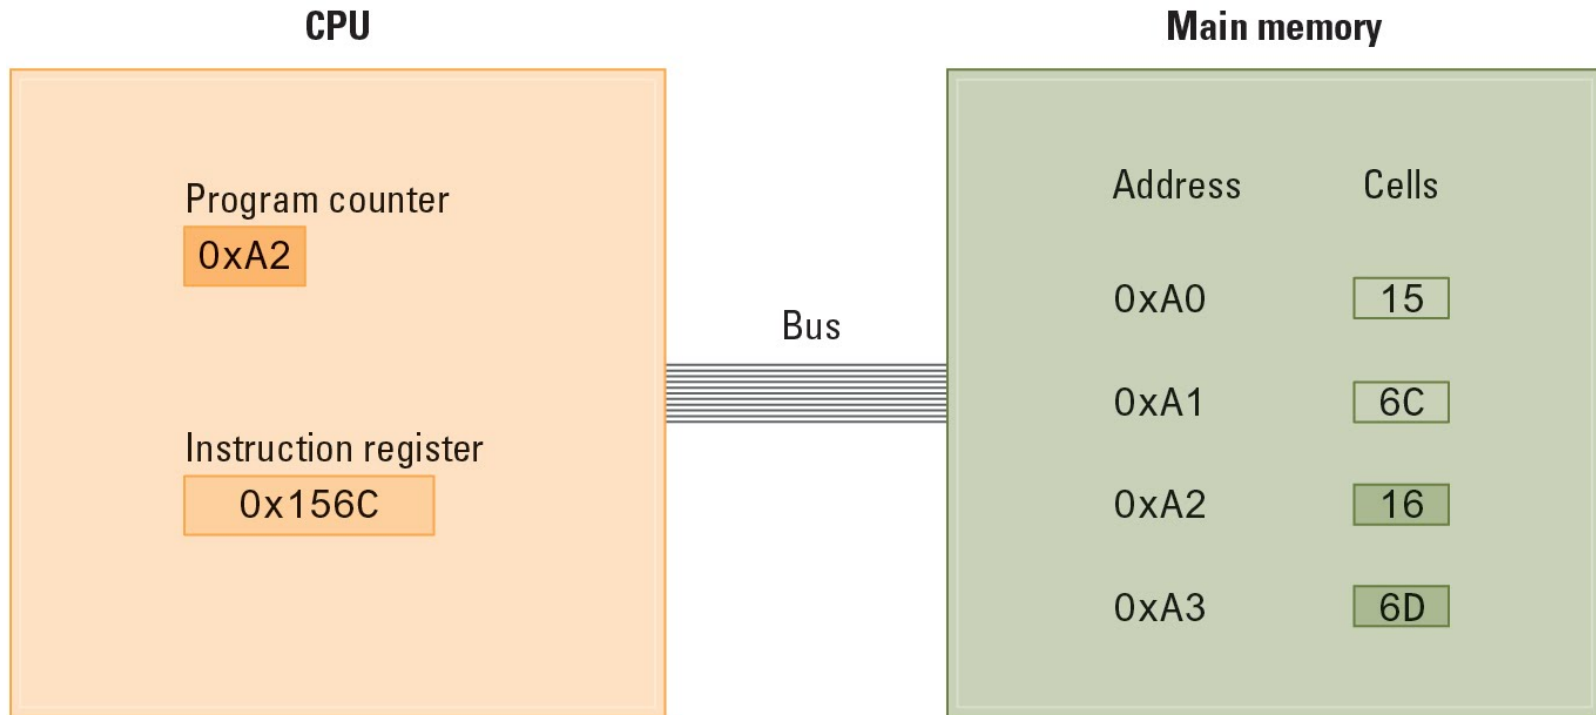 CPU
Main memory
Program counter
0xA2
Instruction register
0x156C
Bus
Address Cells
0xA0 15
0xA1 6C
0xA2 16
0xA3 6D